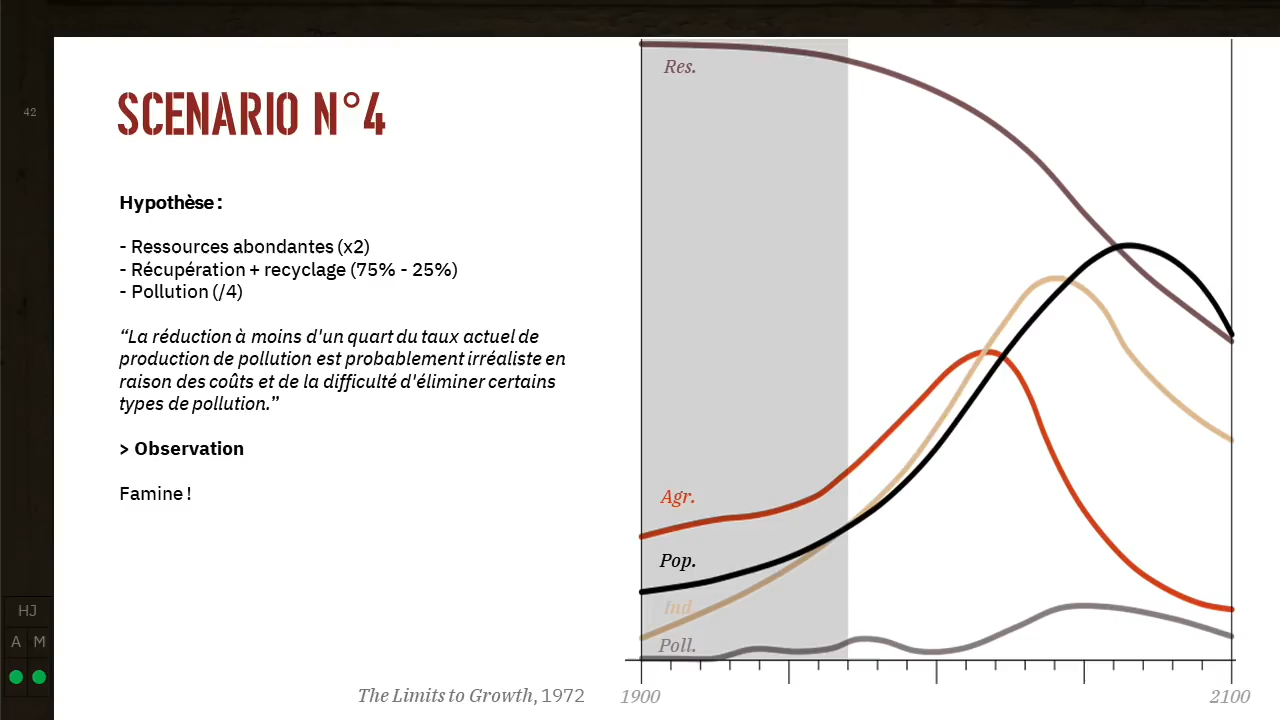 42
SCENARIO N°4
Hypothèse :
- Ressources abondantes (x2)
- Récupération + recyclage (75% - 25%)
- Pollution (/4)
“La réduction à moins d'un quart du taux actuel de
production de pollution est probablement irréaliste en
raison des coûts et de la difficulté d'éliminer certains
types de pollution.”
> Observation
Famine !
HJ
A M
The Limits to Growth, 1972
Res.
Agr.
Pop.
Ind
Poll.
1900
2100